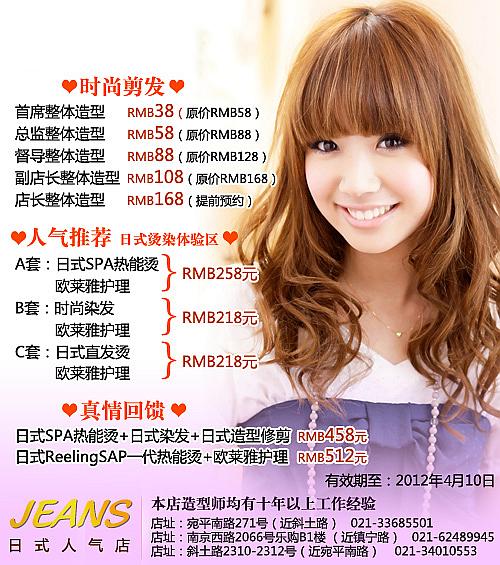 ❤时尚剪发❤
首席整体造型 RMB38（原价RMB58）
总监整体造型 RMB58（原价RMB88）
督导整体造型 RMB88（原价RMB128）
副店长整体造型 RMB108（原价RMB168）
店长整体造型 RMB168（提前预约）
❤人气推荐 日式烫染体验区❤
A套：日式SPA热能烫
欧莱雅护理 RMB258元
B套：时尚染发
欧莱雅护理 RMB218元
C套：日式直发烫
欧莱雅护理 RMB218元
❤真情回馈❤
日式SPA热能烫+日式染发+日式造型修剪 RMB458元
日式ReelingSAP一代热能烫+欧莱雅护理 RMB512元
有效期至：2012年4月10日
JEANS
日式人气店
本店造型师均有十年以上工作经验
店址：宛平南路271号（近斜土路） 021-33685501
店址：南京西路2066号乐购B1楼（近镇宁路） 021-62489945
店址：斜土路2310-2312号（近宛平南路） 021-34010553